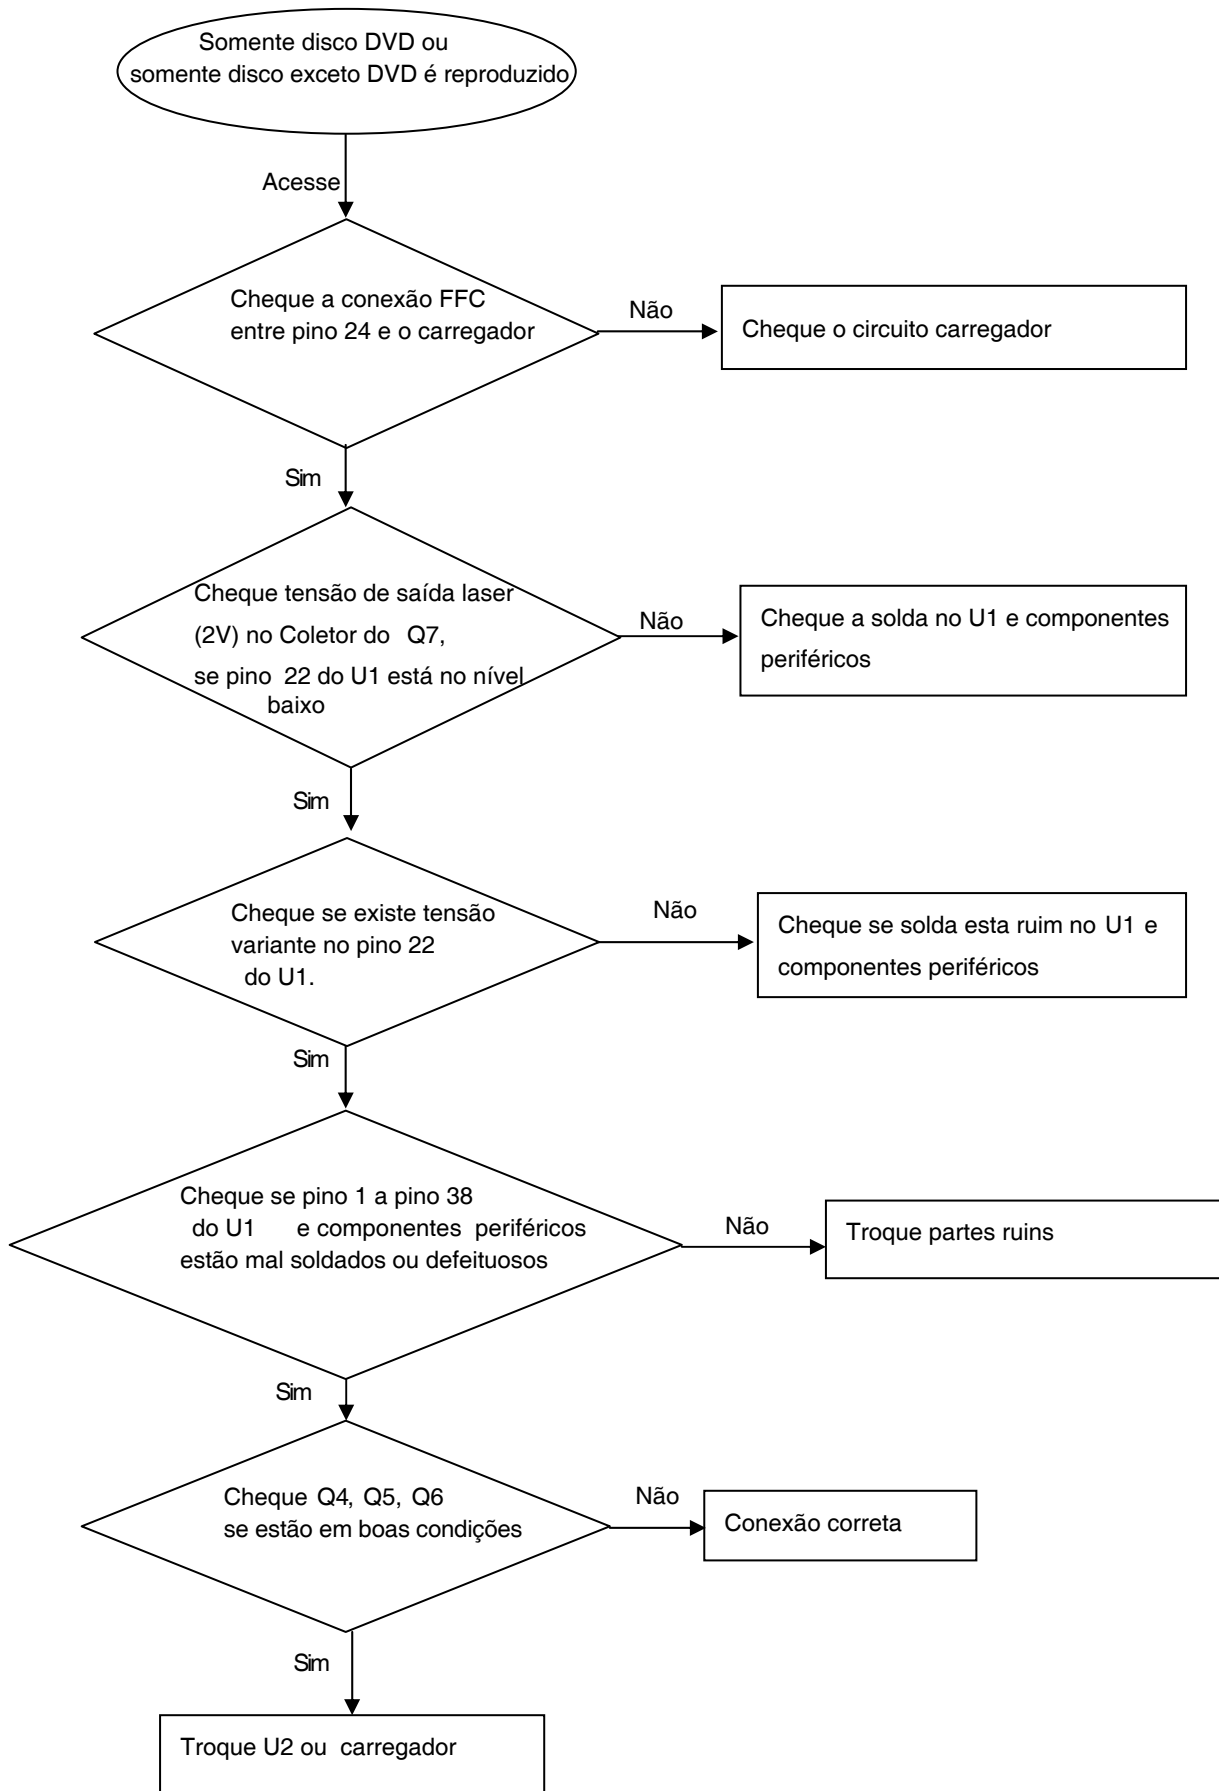 Somente disco DVD ou
somente disco exceto DVD é reproduzido
Acesse
Cheque a conexão FFC
entre pino 24 e o carregador
Não
Cheque o circuito carregador
Sim
Cheque tensão de saída laser
(2V) no Coletor do Q7,
se pino 22 do U1 está no nível
baixo
Não
Cheque a solda no U1 e componentes
periféricos
Sim
Cheque se existe tensão
variante no pino 22
do U1.
Não
Cheque se solda esta ruim no U1 e
componentes periféricos
Sim
Cheque se pino 1 a pino 38
do U1 e componentes periféricos
estão mal soldados ou defeituosos
Não
Troque partes ruins
Sim
Cheque Q4, Q5, Q6
se estão em boas condições
Não
Conexão correta
Sim
Troque U2 ou carregador